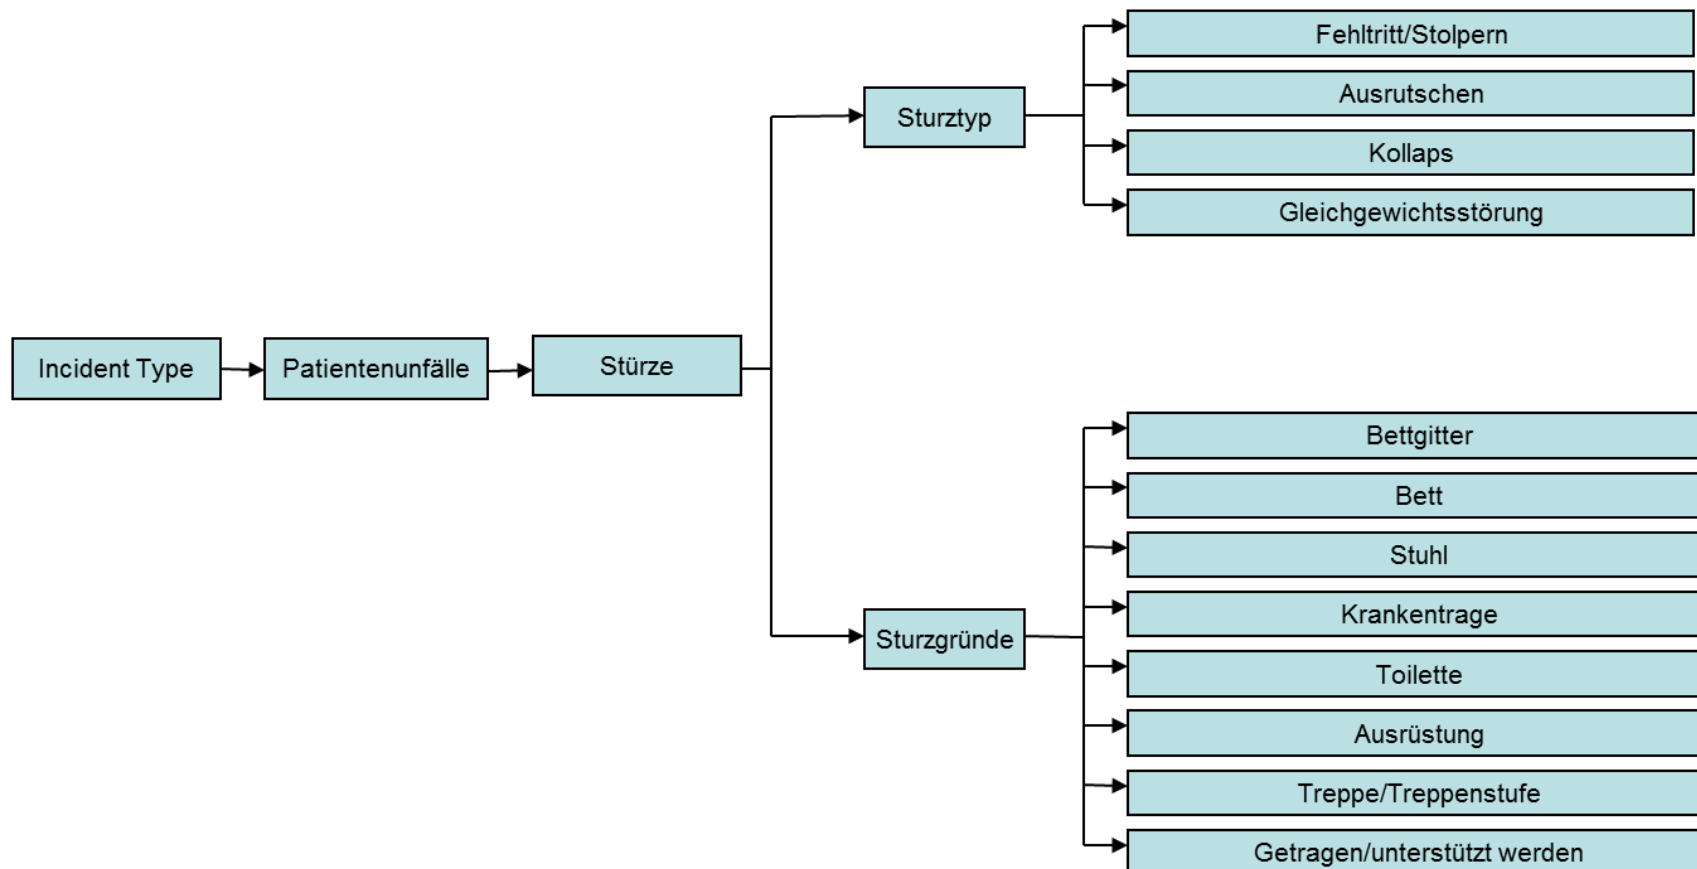 Incident Type
Patientenunfälle
Stürze
Sturztyp
Fehltritt/Stolpern
Ausrutschen
Kollaps
Gleichgewichtsstörung
Sturzgründe
Bettgitter
Bett
Stuhl
Krankentrage
Toilette
Ausrüstung
Treppe/Treppenstufe
Getragen/unterstützt werden